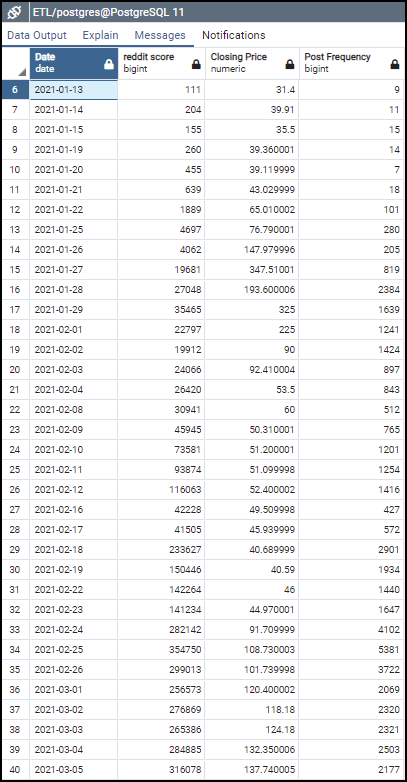 ETL/postgres@PostgreSQL 11
Data Output Explain Messages Notifications
Date reddit score Closing Price Post Frequency
date bigint numeric bigint
6 2021-01-13 111 31.4 9
7 2021-01-14 204 39.91 11
8 2021-01-15 155 35.5 15
9 2021-01-19 260 39.360001 14
10 2021-01-20 455 39.119999 7
11 2021-01-21 639 43.029999 18
12 2021-01-22 1889 65.010002 101
13 2021-01-25 4697 76.790001 280
14 2021-01-26 4062 147.979996 205
15 2021-01-27 19681 347.51001 819
16 2021-01-28 27048 193.600006 2384
17 2021-01-29 35465 325 1639
18 2021-02-01 22797 225 1241
19 2021-02-02 19912 90 1424
20 2021-02-03 24066 92.410004 897
21 2021-02-04 26420 53.5 843
22 2021-02-08 30941 60 512
23 2021-02-09 45945 50.310001 765
24 2021-02-10 73581 51.200001 1201
25 2021-02-11 93874 51.099998 1254
26 2021-02-12 116063 52.400002 1416
27 2021-02-16 42228 49.509998 427
28 2021-02-17 41505 45.939999 572
29 2021-02-18 233627 40.689999 2901
30 2021-02-19 150446 40.59 1934
31 2021-02-22 142264 46 1440
32 2021-02-23 141234 44.970001 1647
33 2021-02-24 282142 91.709999 4102
34 2021-02-25 354750 108.730003 5381
35 2021-02-26 299013 101.739998 3722
36 2021-03-01 256573 120.400002 2069
37 2021-03-02 276869 118.18 2320
38 2021-03-03 265386 124.18 2321
39 2021-03-04 284885 132.350006 2503
40 2021-03-05 316078 137.740005 2177